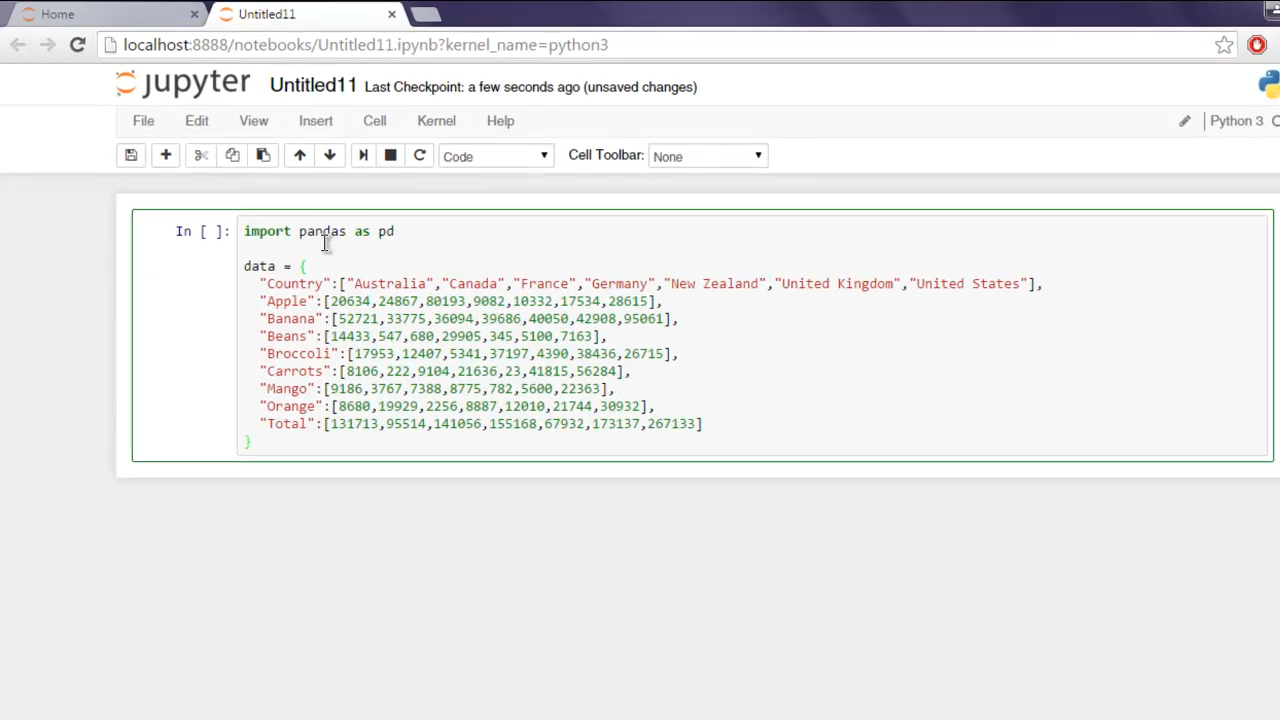 Home
Untitled11
localhost:8888/notebooks/Untitled11.ipynb?kernel_name=python3
jupyter Untitled11 Last Checkpoint: a few seconds ago (unsaved changes)
File Edit View Insert Cell Kernel Help Python 3
Code Cell Toolbar: None
In [ ]: import pandas as pd
data = {
"Country":["Australia","Canada","France","Germany","New Zealand","United Kingdom","United States"],
"Apple":[20634,24867,80193,9082,10332,17534,28615],
"Banana":[52721,33775,36094,39686,40050,42908,95061],
"Beans":[14433,547,680,29905,345,5100,7163],
"Broccoli":[17953,12407,5341,37197,4390,38436,26715],
"Carrots":[8106,222,9104,21636,23,41815,56284],
"Mango":[9186,3767,7388,8775,782,5600,22363],
"Orange":[8680,19929,2256,8887,12010,21744,30932],
"Total":[131713,95514,141056,155168,67932,173137,267133]
}